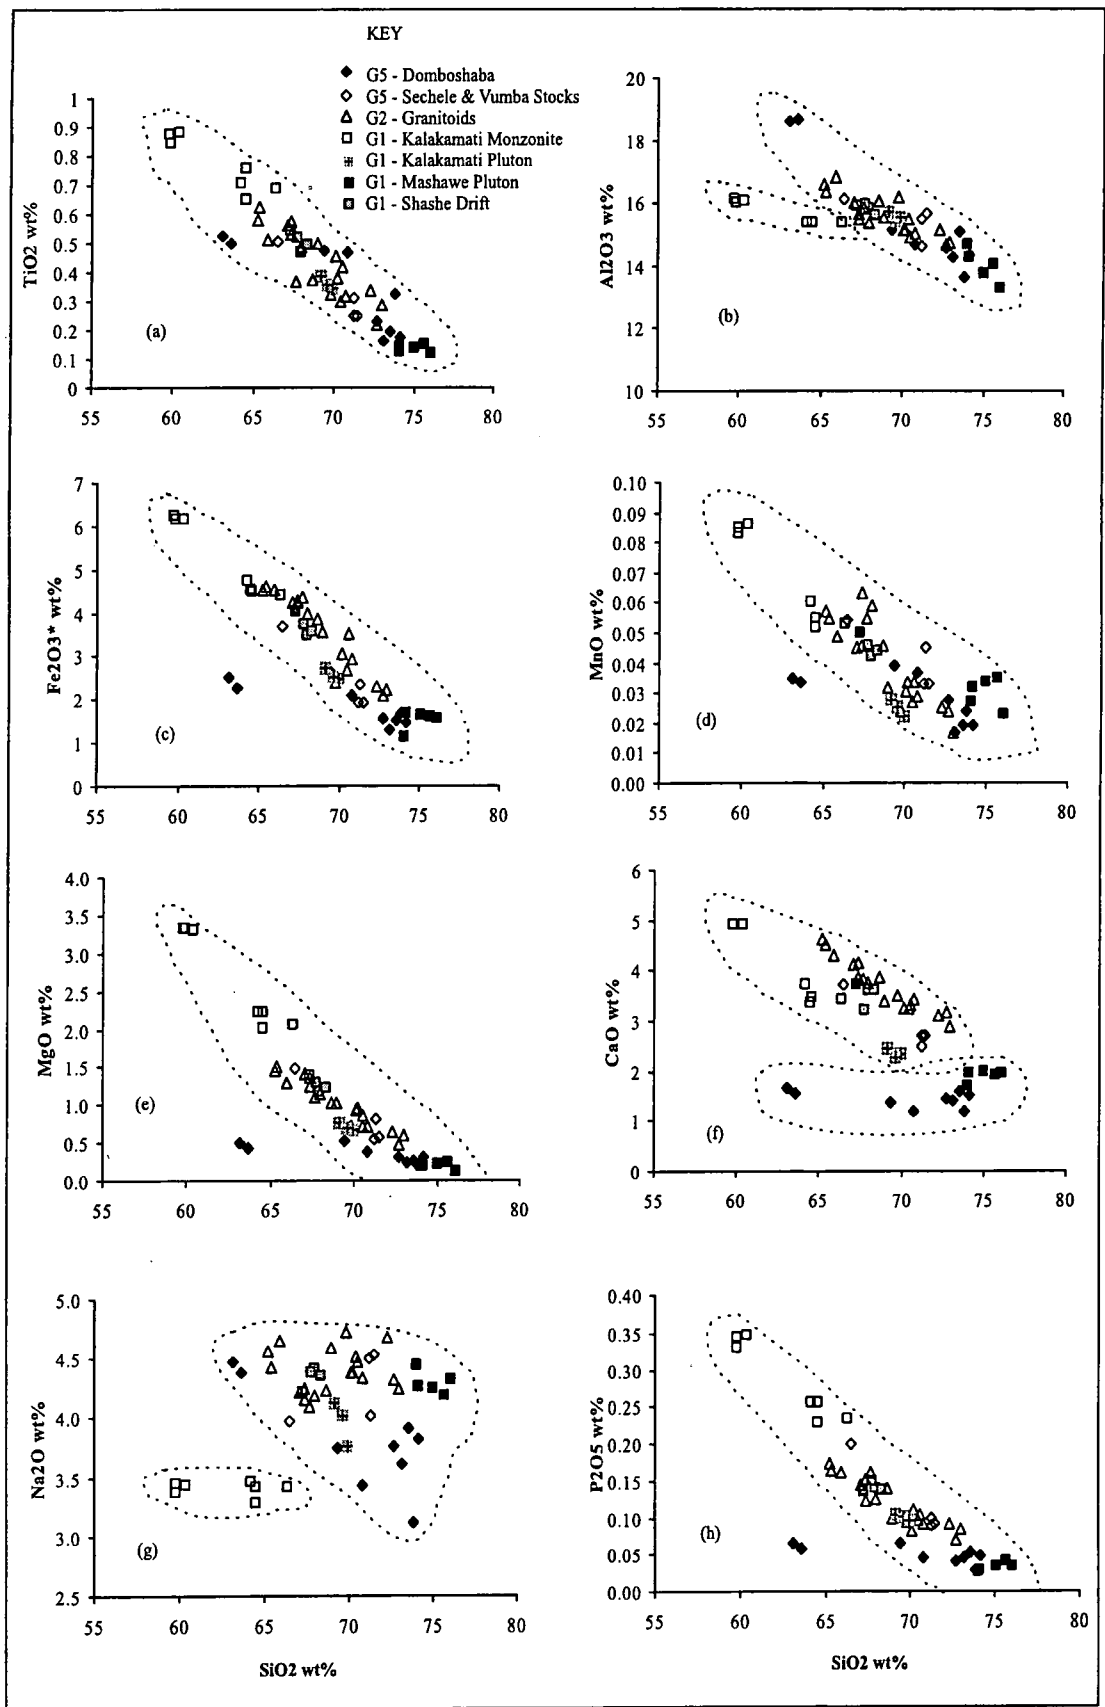 KEY
G5 - Domboshaba
G5 - Sechele & Vumba Stocks
G2 - Granitoids
G1 - Kalakamati Monzonite
G1 - Kalakamati Pluton
G1 - Mashawe Pluton
G1 - Shashe Drift
TiO2 wt%
1
0.9
0.8
0.7
0.6
0.5
0.4
0.3
0.2
0.1
0
(a)
55 60 65 70 75 80
Al2O3 wt%
20
18
16
14
12
10
(b)
55 60 65 70 75 80
Fe2O3* wt%
7
6
5
4
3
2
1
0
(c)
55 60 65 70 75 80
MnO wt%
0.10
0.09
0.08
0.07
0.06
0.05
0.04
0.03
0.02
0.01
0.00
(d)
55 60 65 70 75 80
MgO wt%
4.0
3.5
3.0
2.5
2.0
1.5
1.0
0.5
0.0
(e)
55 60 65 70 75 80
CaO wt%
6
5
4
3
2
1
0
(f)
55 60 65 70 75 80
Na2O wt%
5.0
4.5
4.0
3.5
3.0
2.5
(g)
55 60 65 70 75 80
SiO2 wt%
P2O5 wt%
0.40
0.35
0.30
0.25
0.20
0.15
0.10
0.05
0.00
(h)
55 60 65 70 75 80
SiO2 wt%